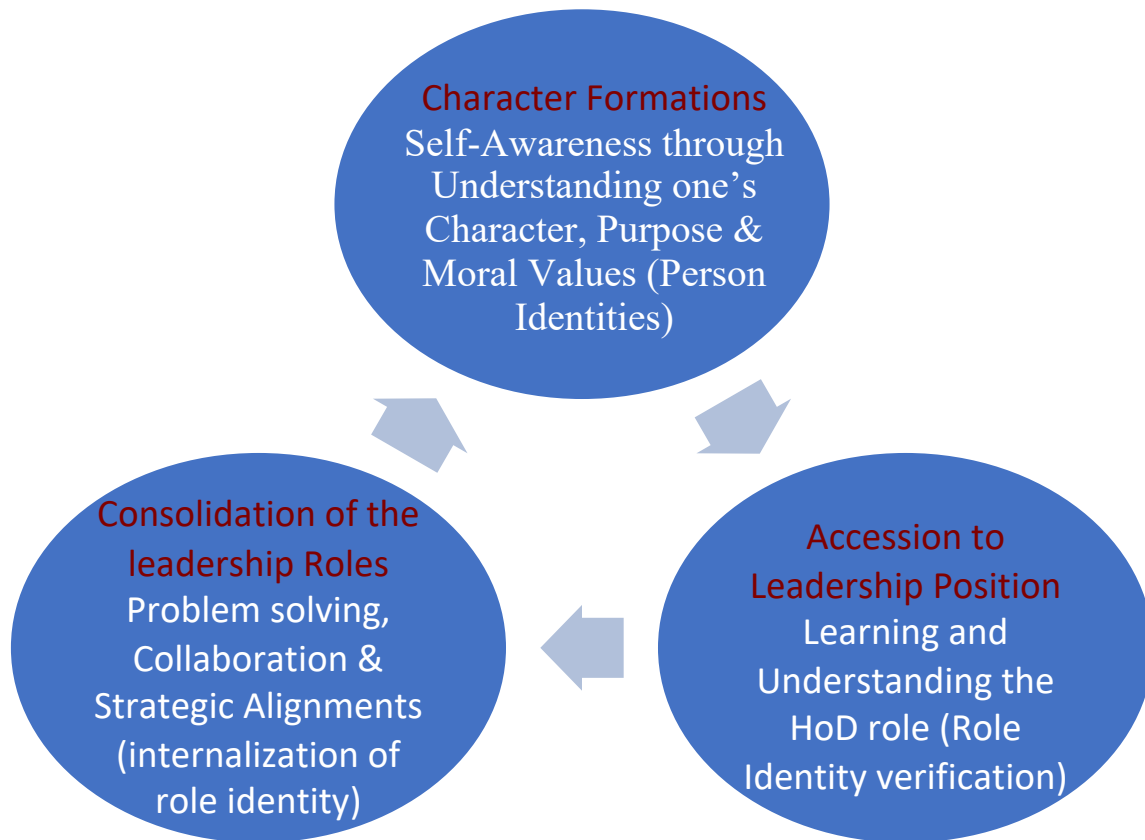 Character Formations
Self-Awareness through
Understanding one’s
Character, Purpose &
Moral Values (Person
Identities)
Consolidation of the
leadership Roles
Problem solving,
Collaboration &
Strategic Alignments
(internalization of
role identity)
Accession to
Leadership Position
Learning and
Understanding the
HoD role (Role
Identity verification)